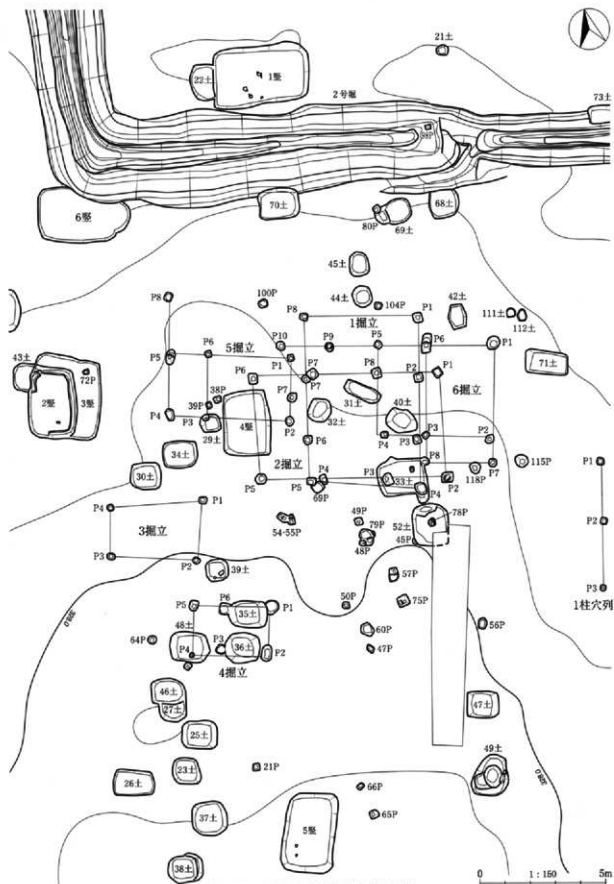 21土
22土
1竪
2号堀
73土
99P
6竪
70土
68土
80P
69土
45土
44土
P8
100P
P8
104P
P1
42土
111土
112土
1掘立
5掘立
P10
P9
P5
P6
P1
P5
P6
P1
43土
72P
P6
P7
P7
P8
P2
P1
71土
6掘立
2竪
3竪
38P
39P
P7
31土
40土
P4
P3
29土
4竪
P2
32土
P6
P4
P3
P3
P2
34土
2掘立
P8
P7
115P
P1
30土
P5
P5
P4
69P
P3
33土
P2
118P
P4
P4
P1
49P
78P
P2
3掘立
54-55P
79P
52土
48P
45P
P3
P2
39土
57P
P3
1柱穴列
P5
P6
35土
P1
50P
75P
48土
64P
P4
P3
36土
P2
60P
56P
47P
4掘立
46土
27土
47土
25土
49土
23土
21P
26土
66P
37土
5竪
65P
38土
0
1：150
5m